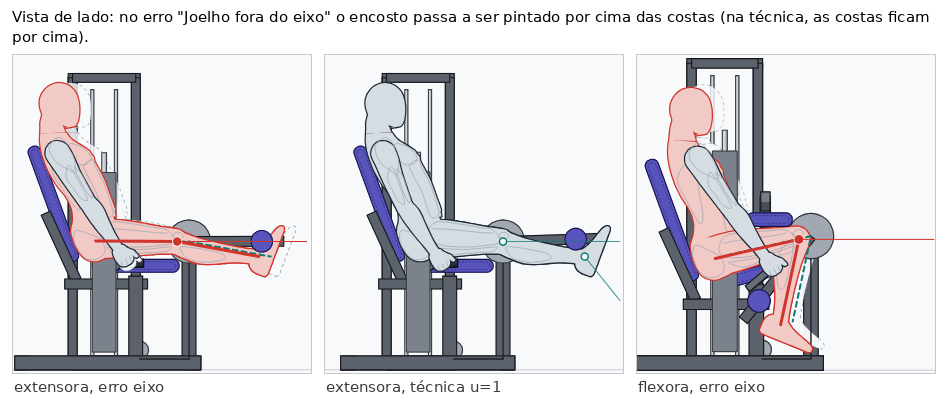 Vista de lado: no erro "Joelho fora do eixo" o encosto passa a ser pintado por cima das costas (na técnica, as costas ficam
por cima).
extensora, erro eixo
extensora, técnica u=1
flexora, erro eixo